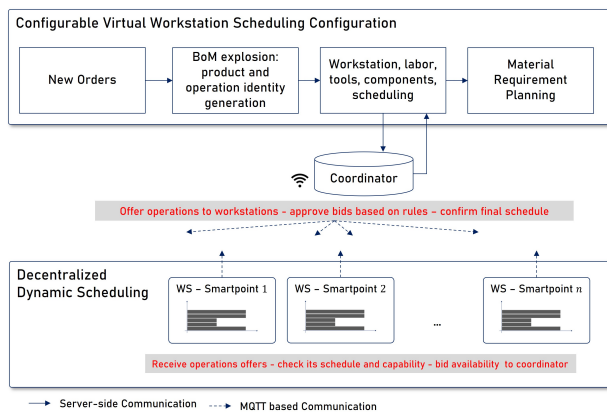 Configurable Virtual Workstation Scheduling Configuration
New Orders
BoM explosion:
product and
operation identity
generation
Workstation, labor,
tools, components,
scheduling
Material
Requirement
Planning
Coordinator
Offer operations to workstations – approve bids based on rules – confirm final schedule
Decentralized
Dynamic Scheduling
WS – Smartpoint 1
WS – Smartpoint 2
...
WS – Smartpoint n
Receive operations offers - check its schedule and capability - bid availability to coordinator
Server-side Communication
MQTT based Communication